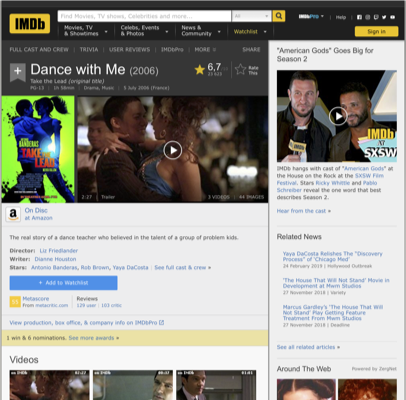 IMDb
Find Movies, TV shows, Celebrities and more...
All
Movies, TV
& Showtimes
Celebs, Events
& Photos
News &
Community
Watchlist
IMDbPro
Help
Sign in
FULL CAST AND CREW | TRIVIA | USER REVIEWS | IMDbPro | MORE
SHARE
Dance with Me (2006)
Take the Lead (original title)
PG-13 | 1h 58min | Drama, Music | 5 July 2006 (France)
6,7
Rate
This
BANDERAS
TAKE the
LEAD
2:27 | Trailer
3 VIDEOS | 44 IMAGES
On Disc
at Amazon
The real story of a dance teacher who believed in the talent of a group of problem kids.
Director: Liz Friedlander
Writer: Dianne Houston
Stars: Antonio Banderas, Rob Brown, Yaya DaCosta | See full cast & crew »
+ Add to Watchlist
Metascore
From metacritic.com
Reviews
129 user | 103 critic
View production, box office, & company info on IMDbPro
1 win & 6 nominations. See more awards »
Videos
"American Gods" Goes Big for
Season 2
IMDb
at
SXSW
IMDb hangs with cast of "American Gods" at
the House on the Rock at the SXSW Film
Festival. Stars Ricky Whittle and Pablo
Schreiber reveal the one word that best
describes Season 2.
Hear from the cast »
Related News
Yaya DaCosta Relishes The "Discovery
Process" of 'Chicago Med'
24 February 2019 | Hollywood Outbreak
'The House That Will Not Stand' Movie in
Development at Mwm Studios
27 November 2018 | Variety
Marcus Gardley's 'The House That Will
Not Stand' Play Getting Feature
Treatment From Mwm Studios
27 November 2018 | Deadline
See all related articles »
Around The Web
Powered by ZergNet